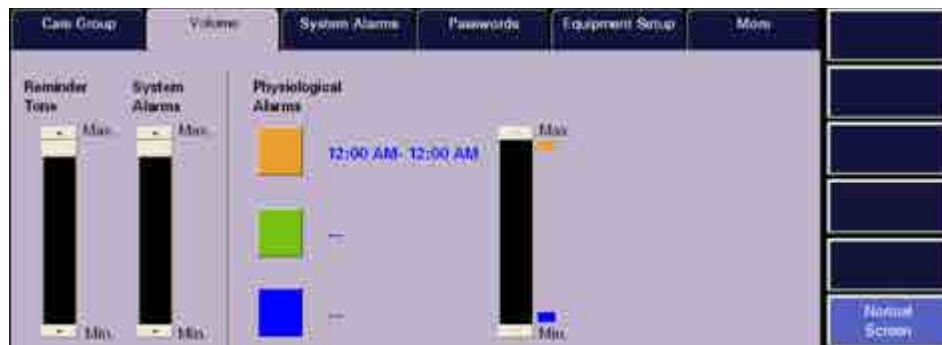 Care Group
Volume
System Alarms
Passwords
Equipment Setup
More
Reminder
Tone
System
Alarms
Physiological
Alarms
Max.
Max.
Max
12:00 AM- 12:00 AM
---
---
Min.
Min.
Min.
Normal
Screen